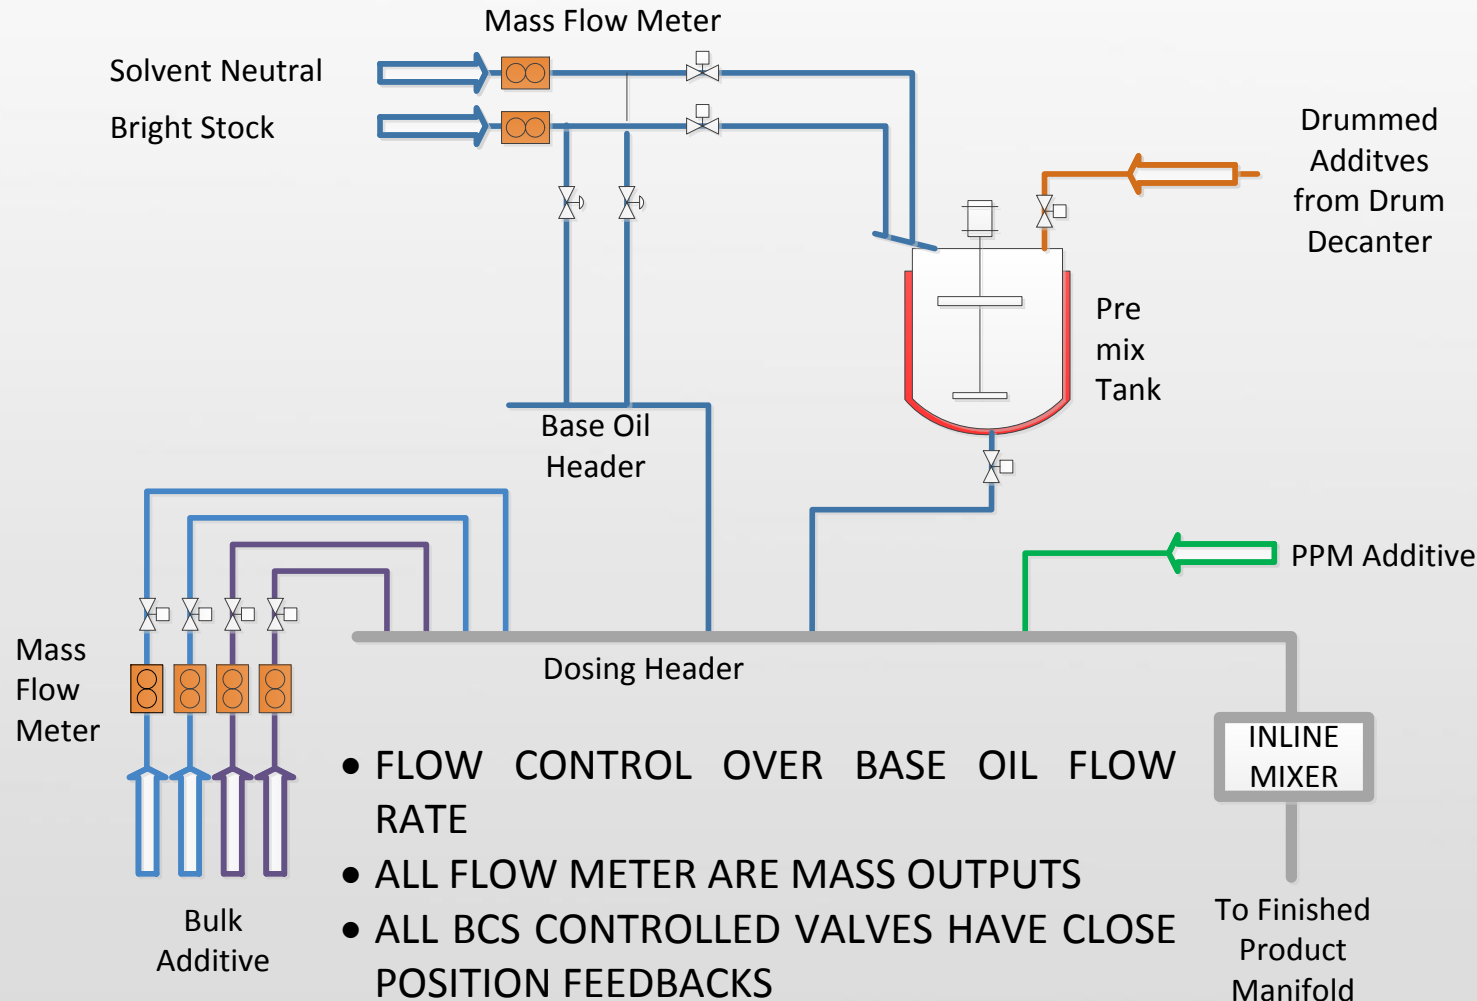 Mass Flow Meter
Solvent Neutral
Bright Stock
Drummed
Additves
from Drum
Decanter
Pre
mix
Tank
Base Oil
Header
PPM Additive
Mass
Flow
Meter
Dosing Header
INLINE
MIXER
• FLOW CONTROL OVER BASE OIL FLOW
RATE
• ALL FLOW METER ARE MASS OUTPUTS
• ALL BCS CONTROLLED VALVES HAVE CLOSE
POSITION FEEDBACKS
Bulk
Additive
To Finished
Product
Manifold